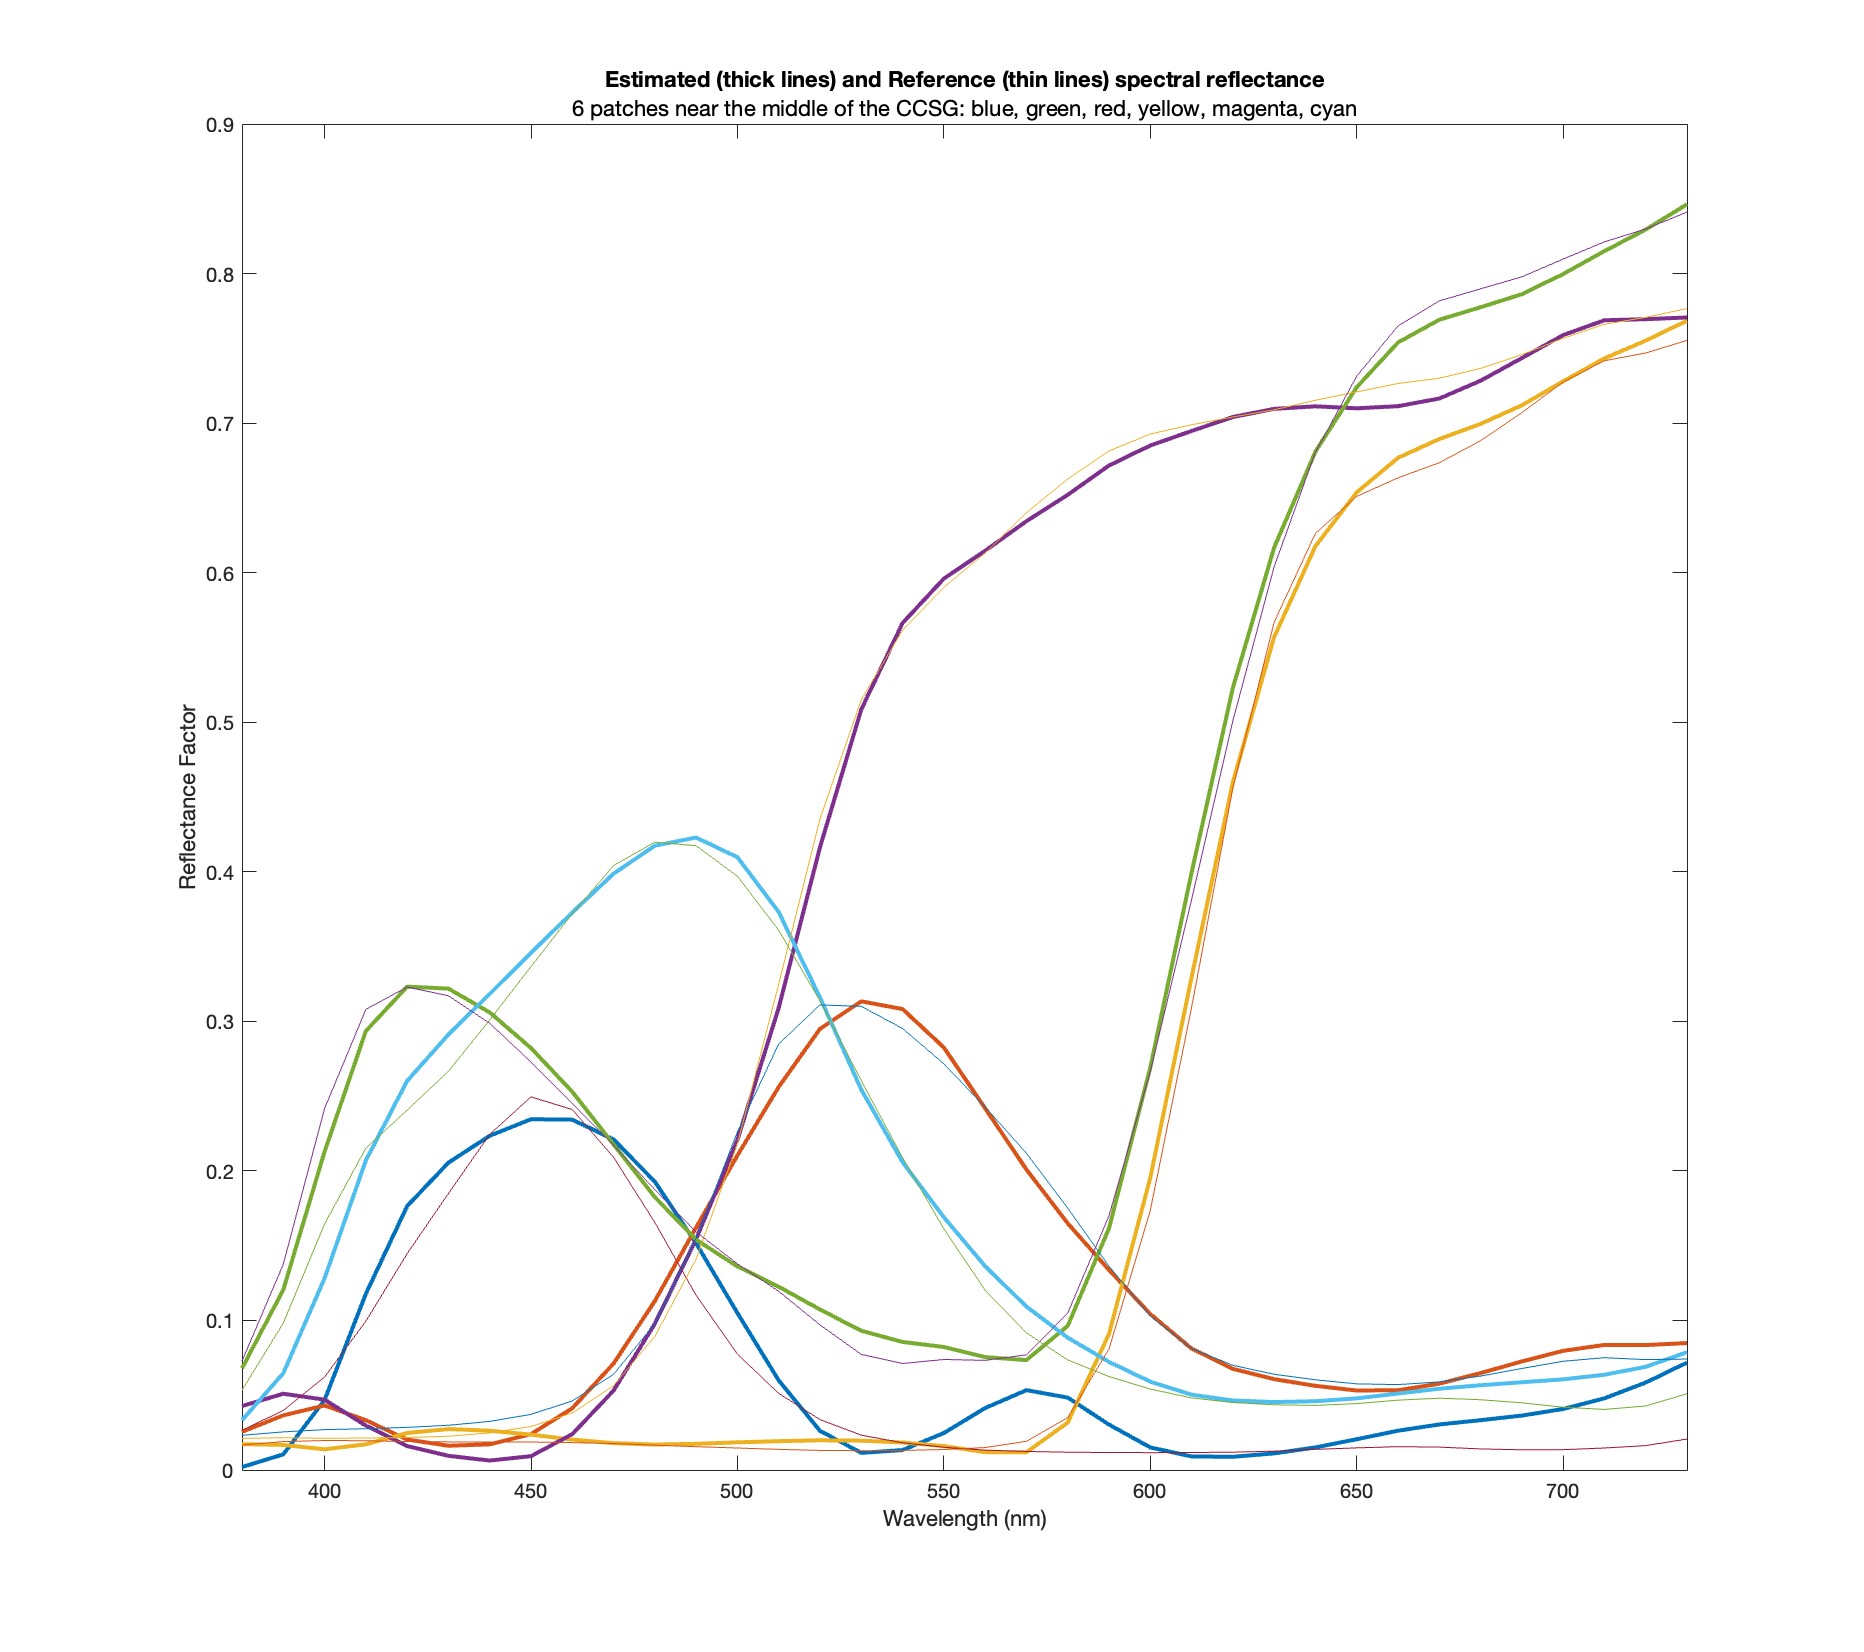 Estimated (thick lines) and Reference (thin lines) spectral reflectance
6 patches near the middle of the CCSG: blue, green, red, yellow, magenta, cyan
0.9
0.8
0.7
0.6
0.5
0.4
0.3
0.2
0.1
0
Reflectance Factor
400 450 500 550 600 650 700
Wavelength (nm)